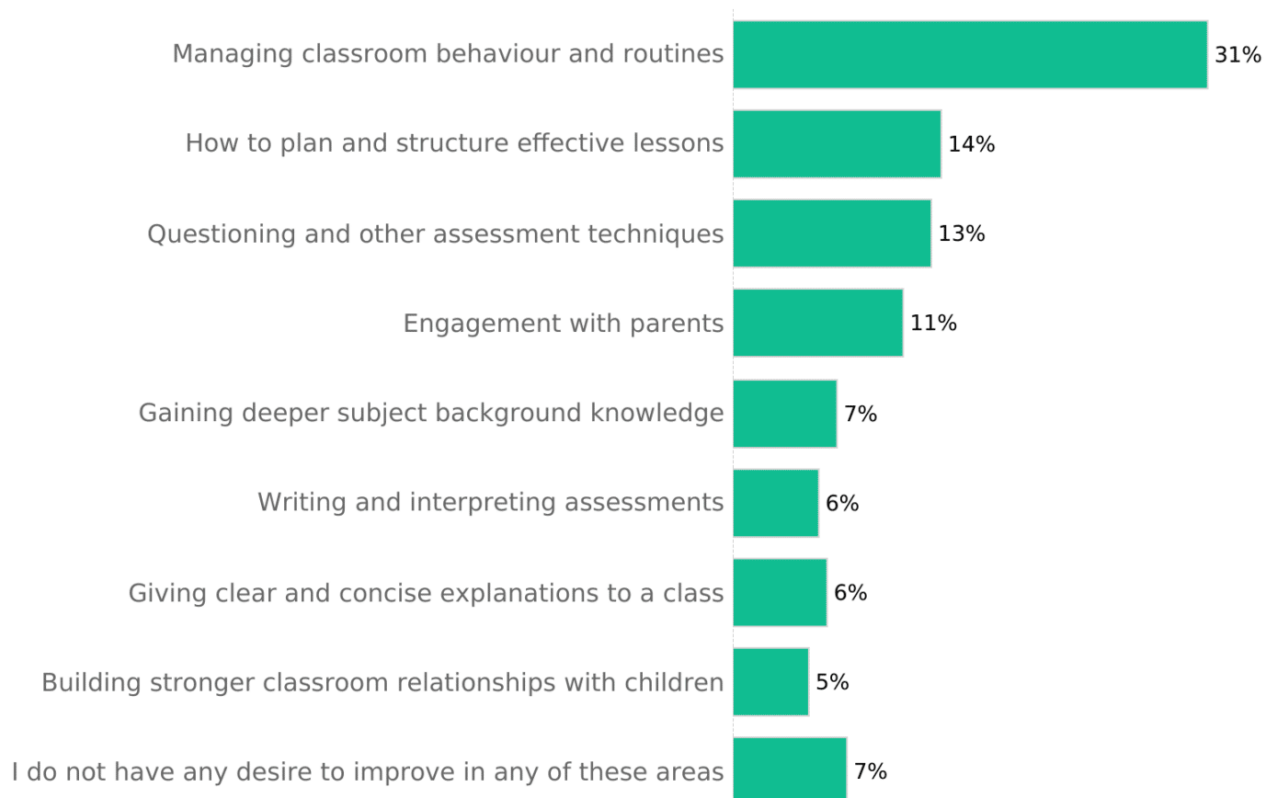 Managing classroom behaviour and routines 31%
How to plan and structure effective lessons 14%
Questioning and other assessment techniques 13%
Engagement with parents 11%
Gaining deeper subject background knowledge 7%
Writing and interpreting assessments 6%
Giving clear and concise explanations to a class 6%
Building stronger classroom relationships with children 5%
I do not have any desire to improve in any of these areas 7%